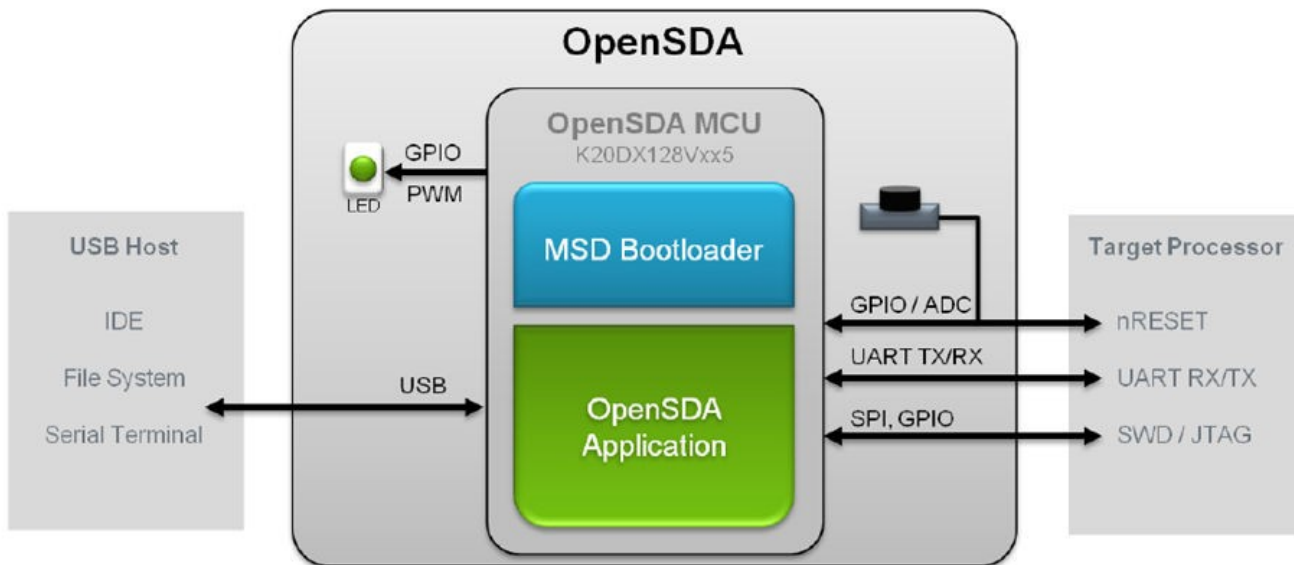 OpenSDA
OpenSDA MCU
K20DX128Vxx5
GPIO
PWM
LED
MSD Bootloader
USB Host
IDE
File System
Serial Terminal
USB
OpenSDA
Application
GPIO / ADC
UART TX/RX
SPI, GPIO
Target Processor
nRESET
UART RX/TX
SWD / JTAG